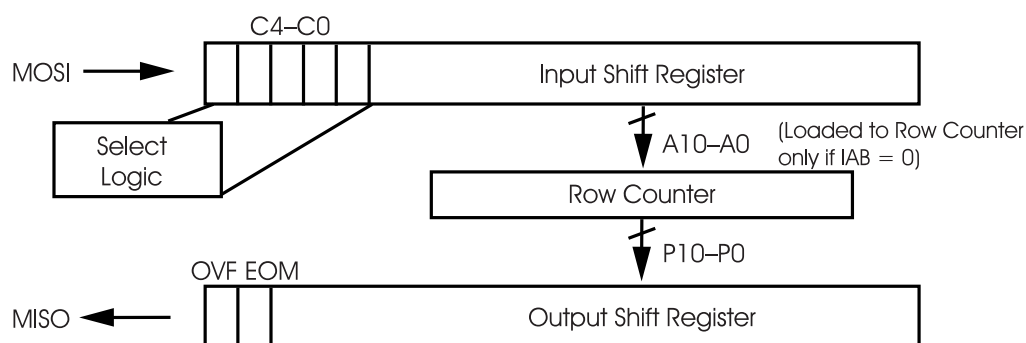 C4–C0
MOSI
Input Shift Register
Select
Logic
A10–A0
(Loaded to Row Counter
only if IAB = 0)
Row Counter
P10–P0
OVF EOM
MISO
Output Shift Register